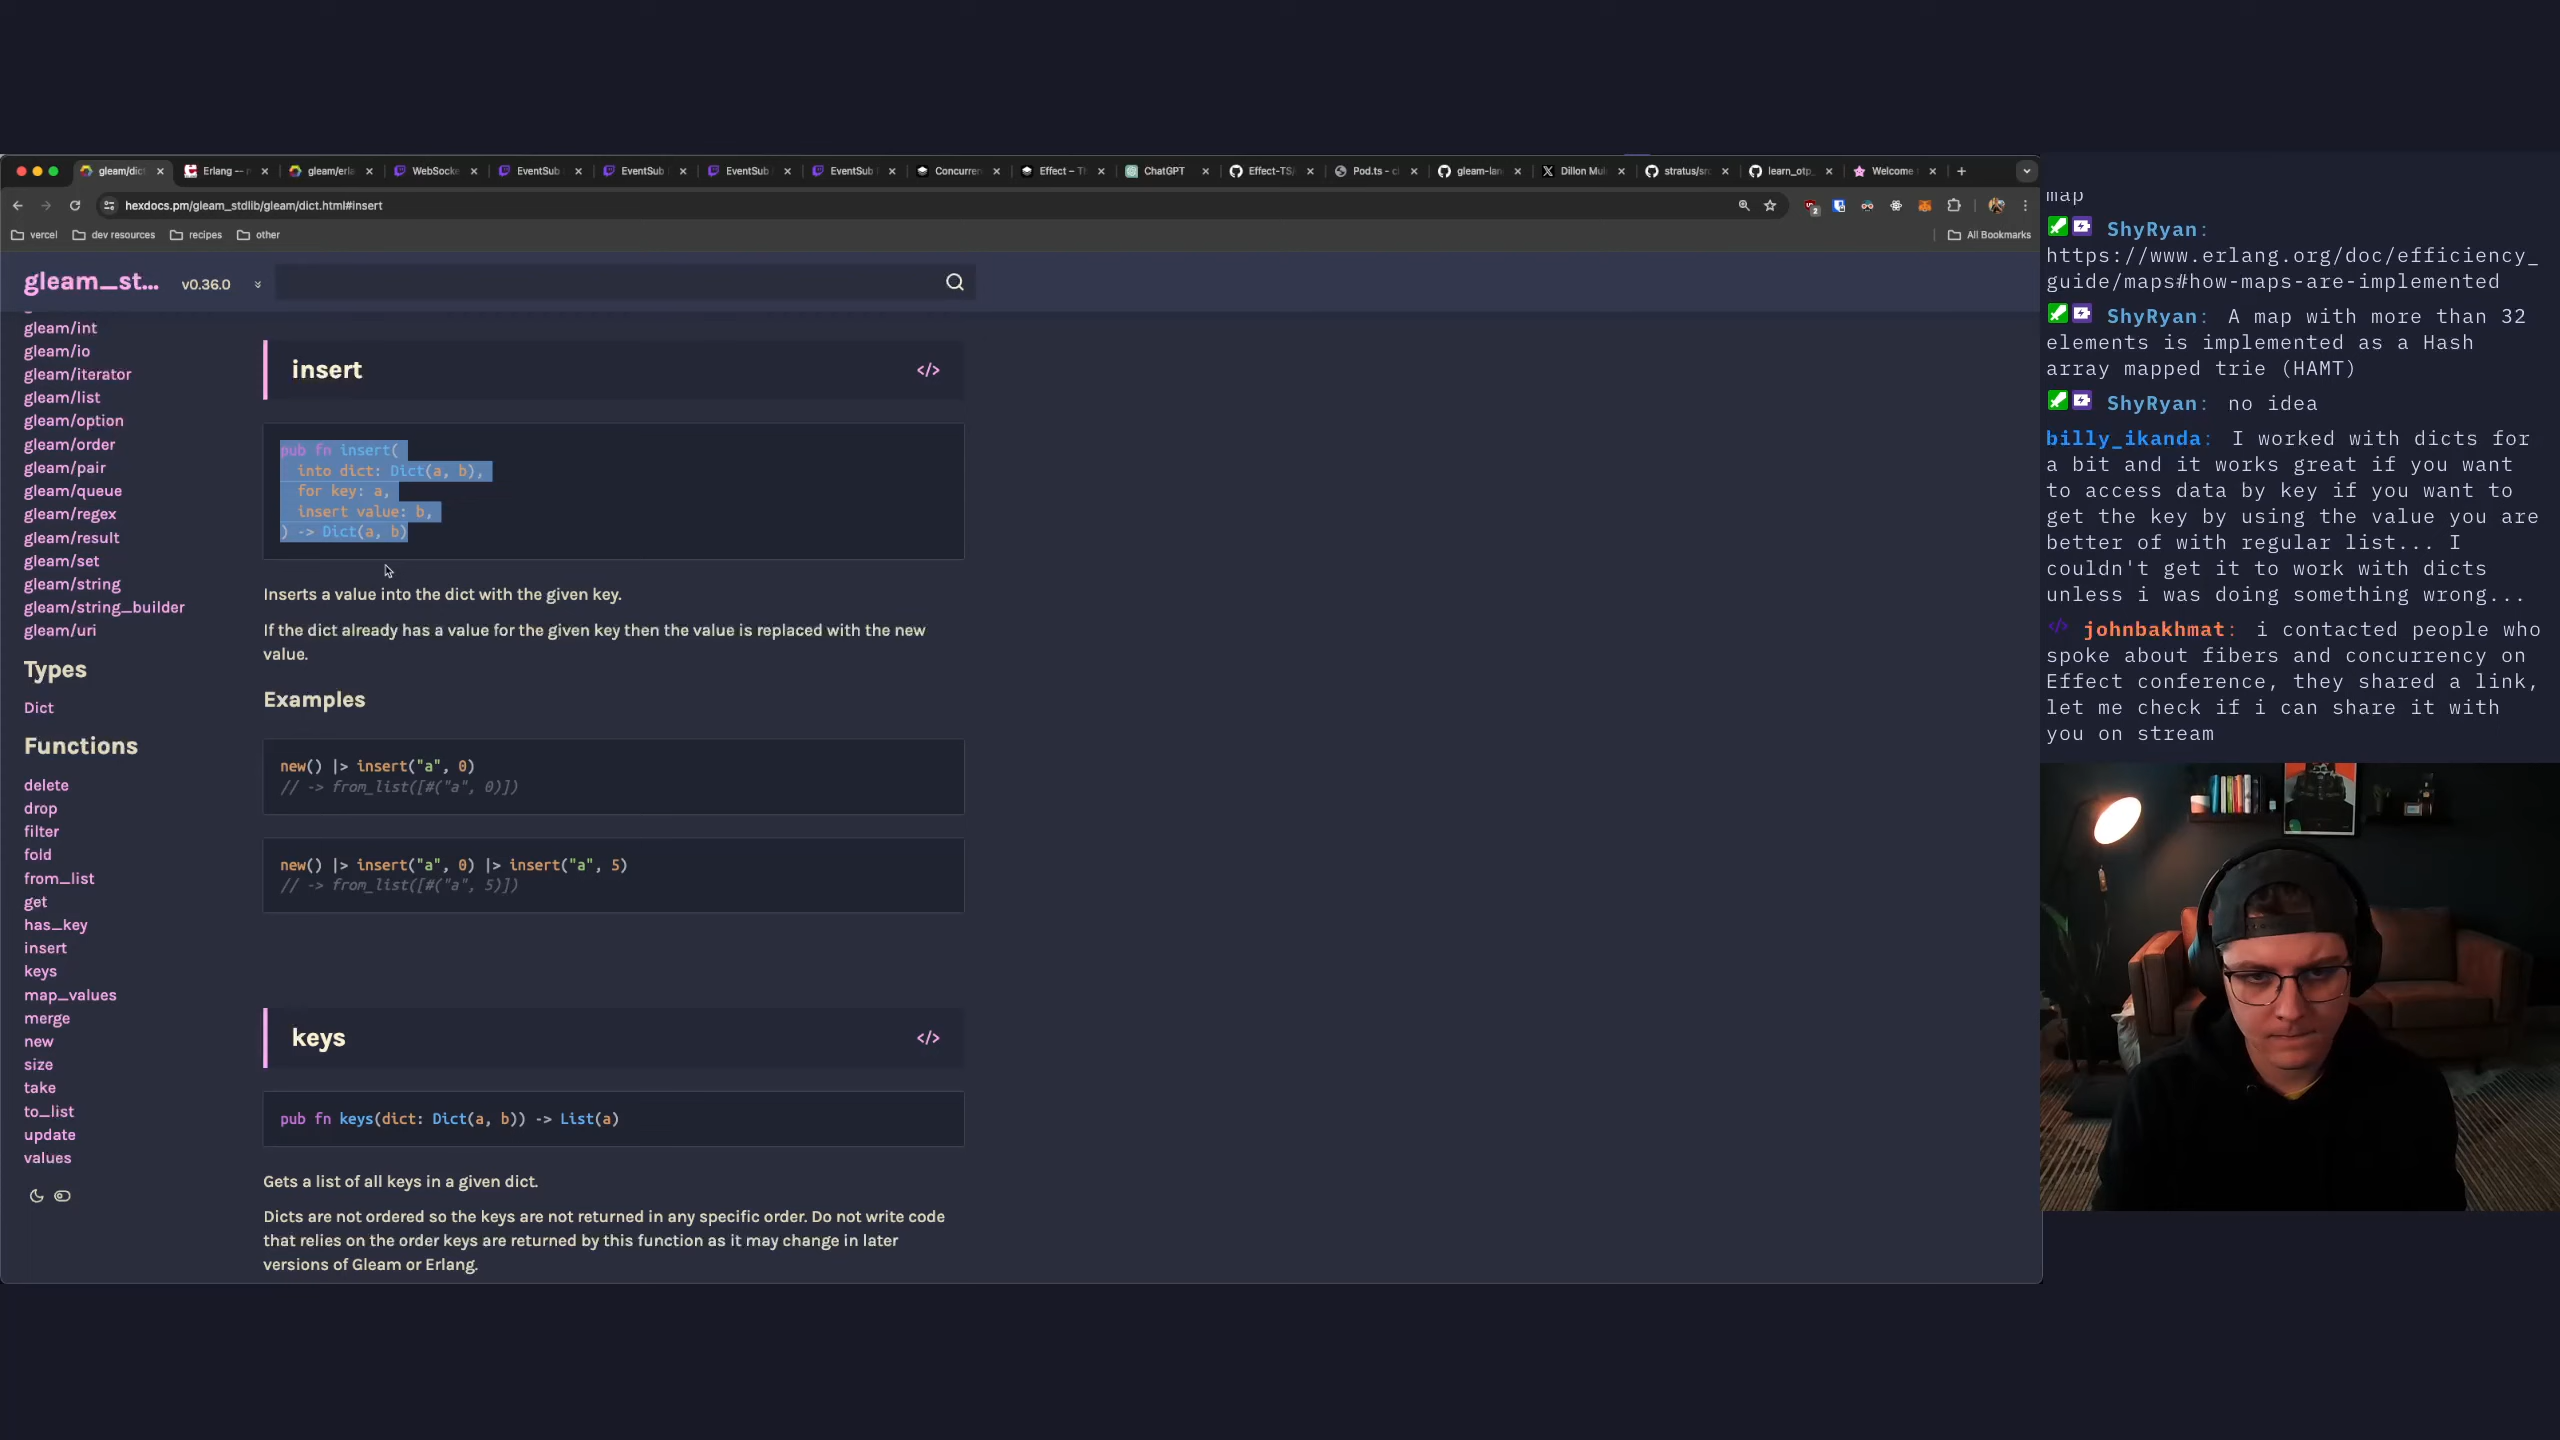 gleam/dict
Erlang --
gleam/erla
WebSocke
EventSub
EventSub
EventSub
EventSub F
Concurren
Effect – Th
ChatGPT
Effect-TS/
Pod.ts - c
gleam-lan
Dillon Mul
stratus/src
learn_otp_
Welcome
hexdocs.pm/gleam_stdlib/gleam/dict.html#insert
vercel
dev resources
recipes
other
All Bookmarks
gleam_st...
v0.36.0
gleam/int
gleam/io
gleam/iterator
gleam/list
gleam/option
gleam/order
gleam/pair
gleam/queue
gleam/regex
gleam/result
gleam/set
gleam/string
gleam/string_builder
gleam/uri
Types
Dict
Functions
delete
drop
filter
fold
from_list
get
has_key
insert
keys
map_values
merge
new
size
take
to_list
update
values
insert
</>
pub fn insert(
into dict: Dict(a, b),
for key: a,
insert value: b,
) -> Dict(a, b)
Inserts a value into the dict with the given key.
If the dict already has a value for the given key then the value is replaced with the new
value.
Examples
new() |> insert("a", 0)
// -> from_list([#("a", 0)])
new() |> insert("a", 0) |> insert("a", 5)
// -> from_list([#("a", 5)])
keys
</>
pub fn keys(dict: Dict(a, b)) -> List(a)
Gets a list of all keys in a given dict.
Dicts are not ordered so the keys are not returned in any specific order. Do not write code
that relies on the order keys are returned by this function as it may change in later
versions of Gleam or Erlang.
map
ShyRyan:
https://www.erlang.org/doc/efficiency_
guide/maps#how-maps-are-implemented
ShyRyan: A map with more than 32
elements is implemented as a Hash
array mapped trie (HAMT)
ShyRyan: no idea
billy_ikanda: I worked with dicts for
a bit and it works great if you want
to access data by key if you want to
get the key by using the value you are
better of with regular list... I
couldn't get it to work with dicts
unless i was doing something wrong...
johnbakhmat: i contacted people who
spoke about fibers and concurrency on
Effect conference, they shared a link,
let me check if i can share it with
you on stream